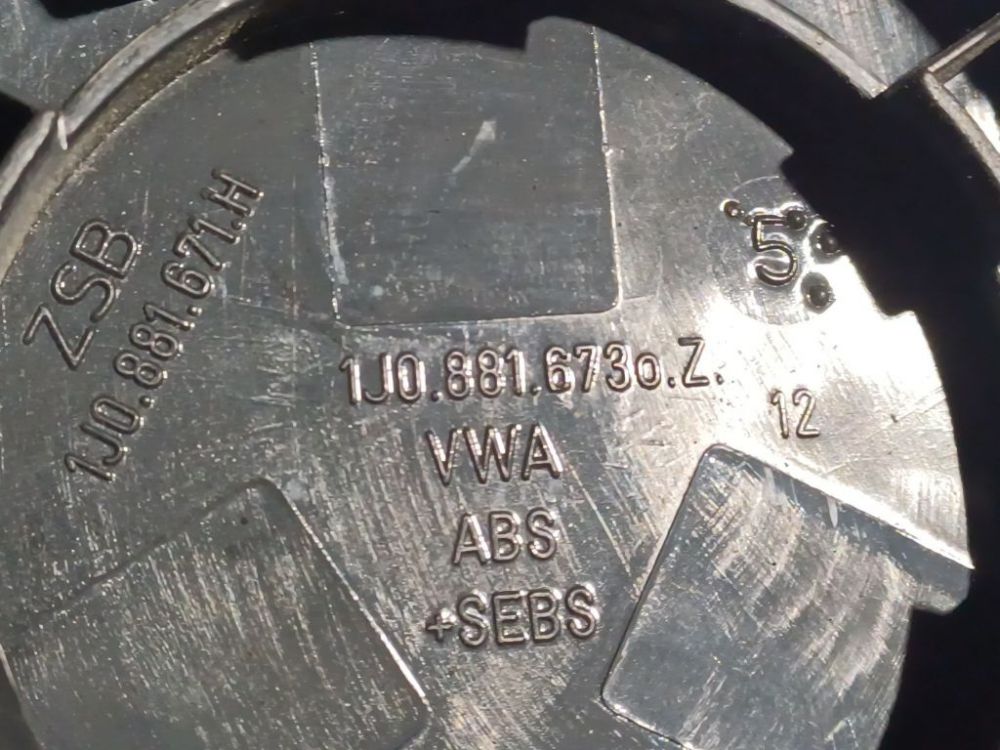 ZSB
1J0.881.671.H
5
1J0.881.673o.Z.
12
VWA
ABS
+SEBS